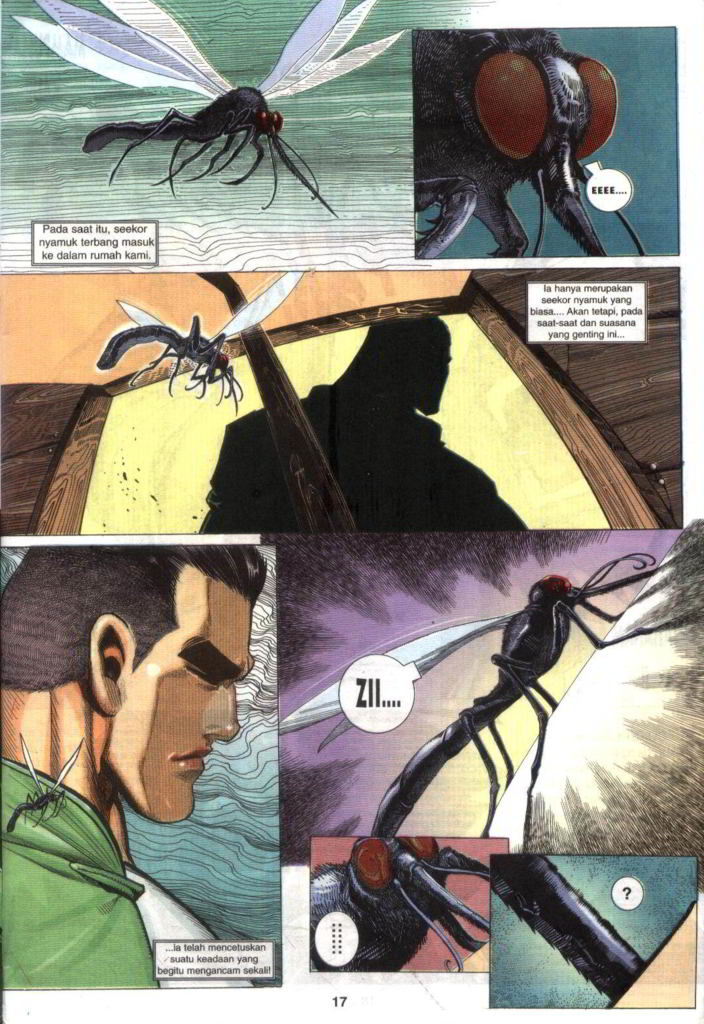 Pada saat itu, seekor
nyamuk terbang masuk
ke dalam rumah kami.
EEEE....
Ia hanya merupakan
seekor nyamuk yang
biasa.... Akan tetapi, pada
saat-saat dan suasana
yang genting ini...
ZII....
...Ia telah mencetuskan
suatu keadaan yang
begitu mengancam sekali!
?
17